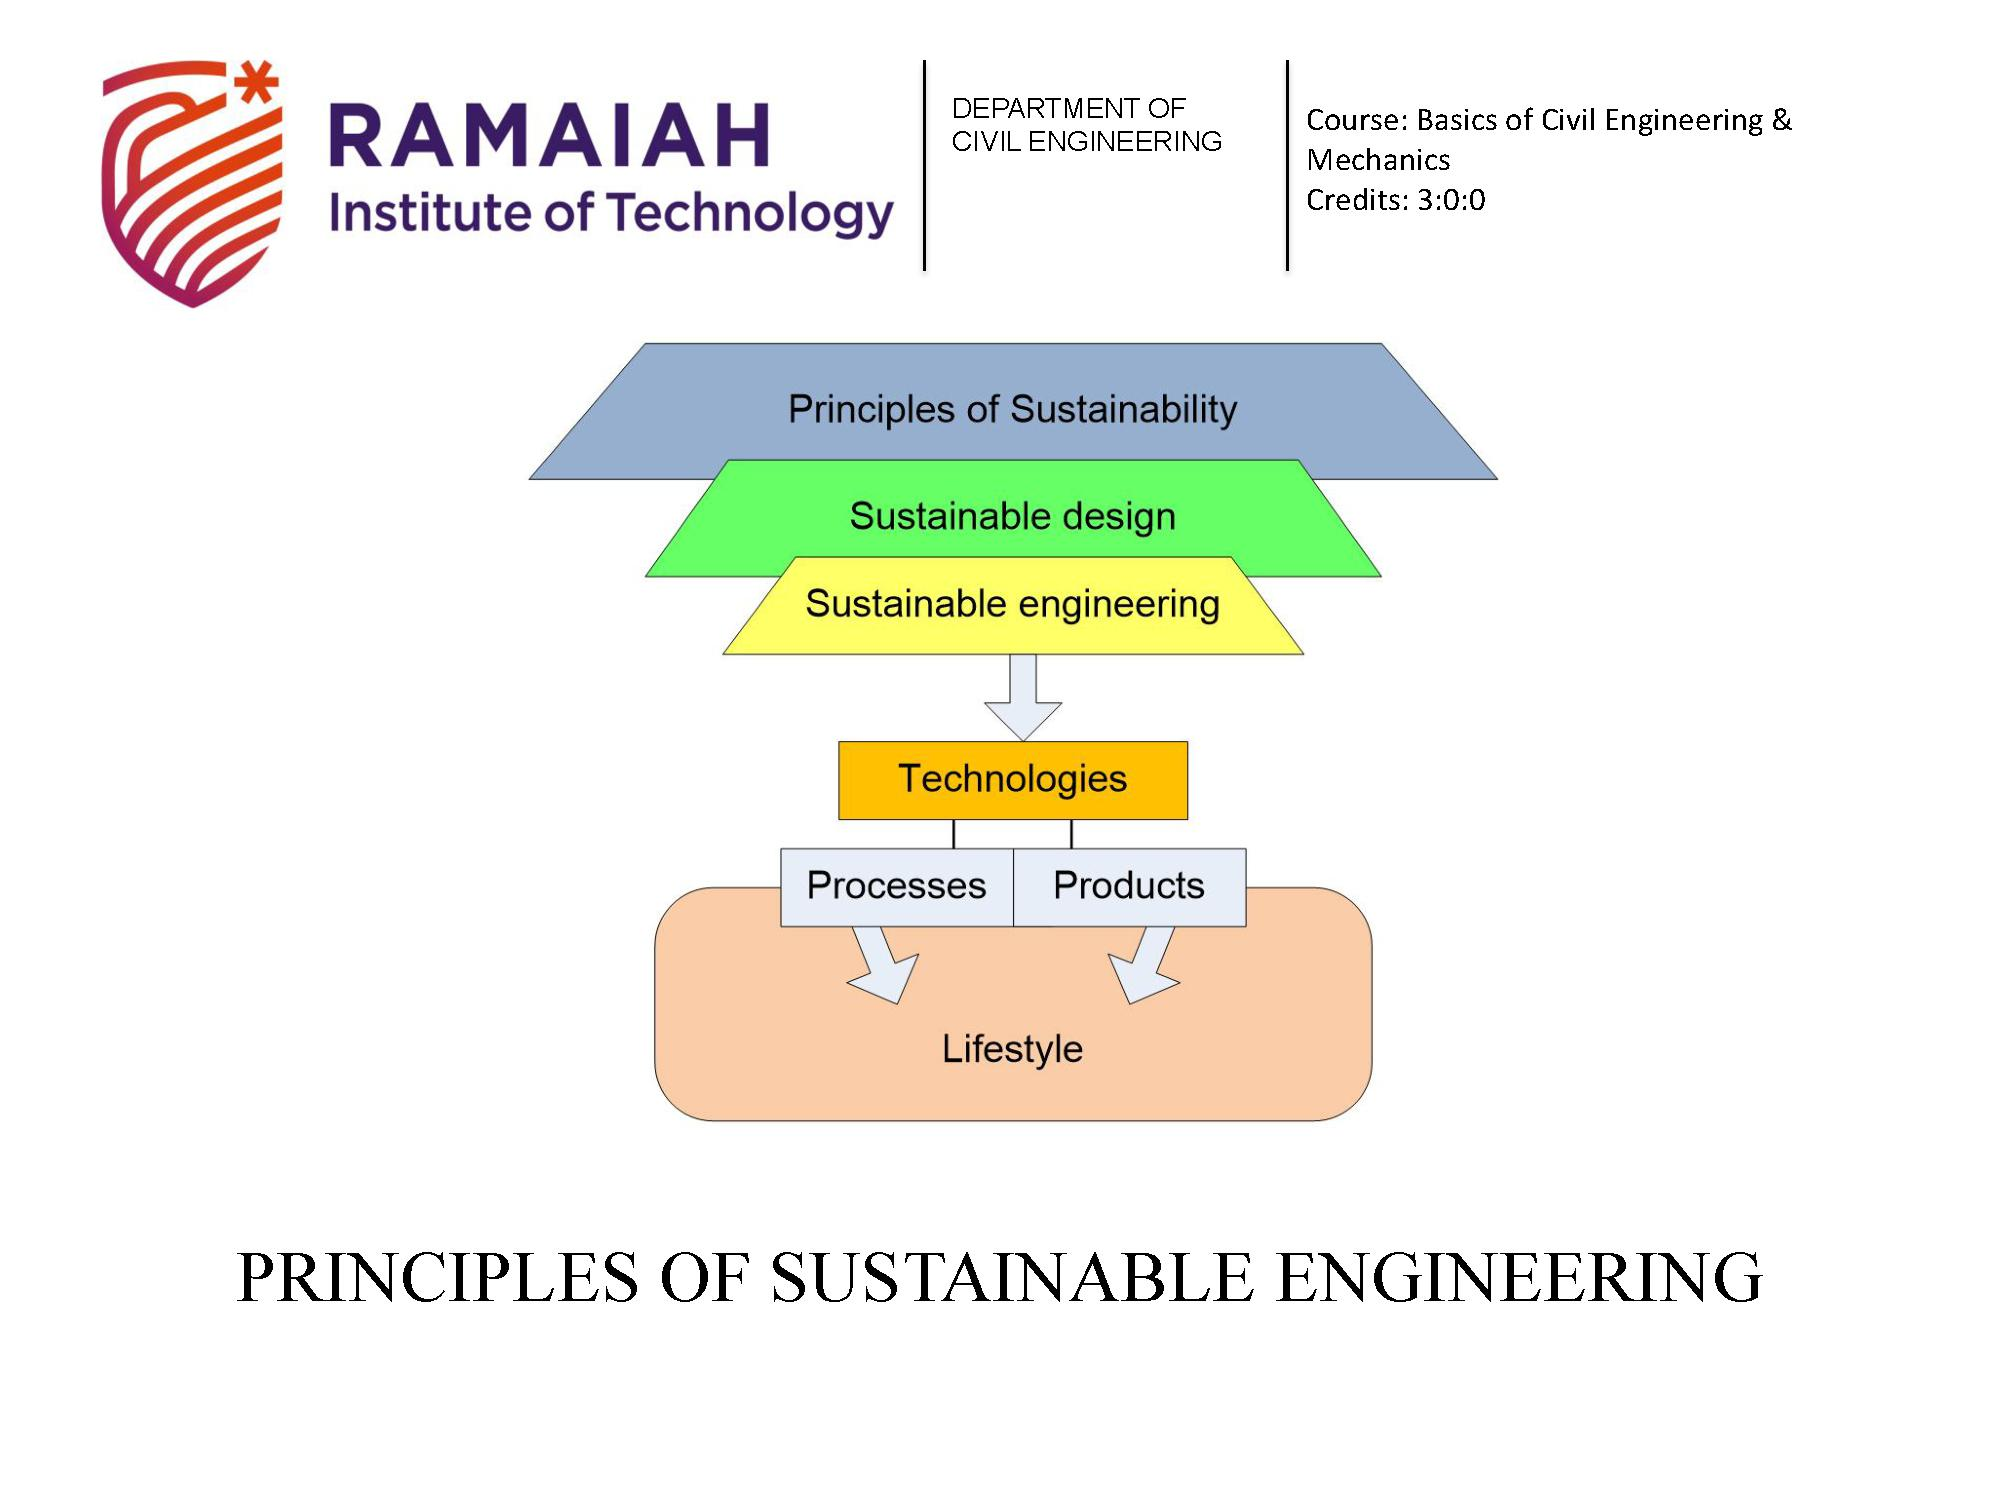 RAMAIAH
Institute of Technology
DEPARTMENT OF
CIVIL ENGINEERING
Course: Basics of Civil Engineering &
Mechanics
Credits: 3:0:0
Principles of Sustainability
Sustainable design
Sustainable engineering
Technologies
Processes
Products
Lifestyle
PRINCIPLES OF SUSTAINABLE ENGINEERING